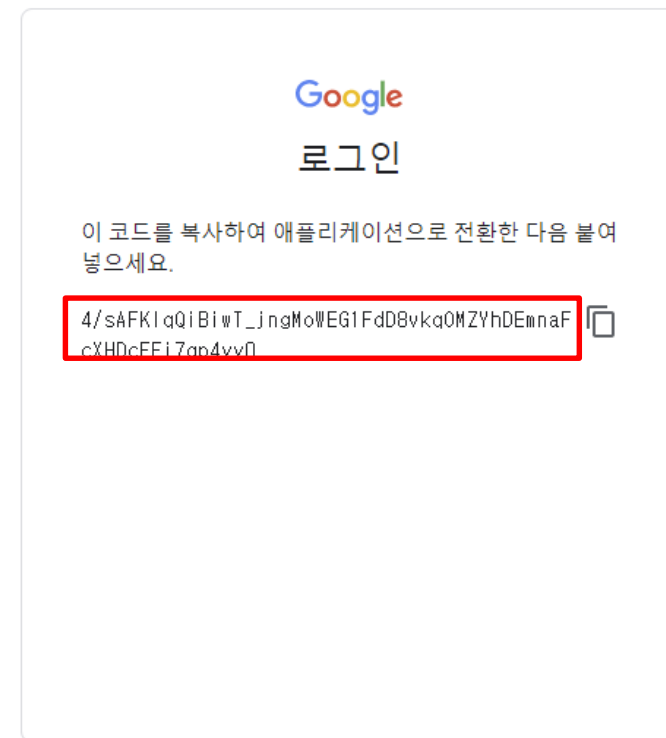 Google
로그인
이 코드를 복사하여 애플리케이션으로 전환한 다음 붙여
넣으세요.
4/sAFKlqQiBiwT_jngMoWEG1FdD8vkqOMZYhDEmnaF